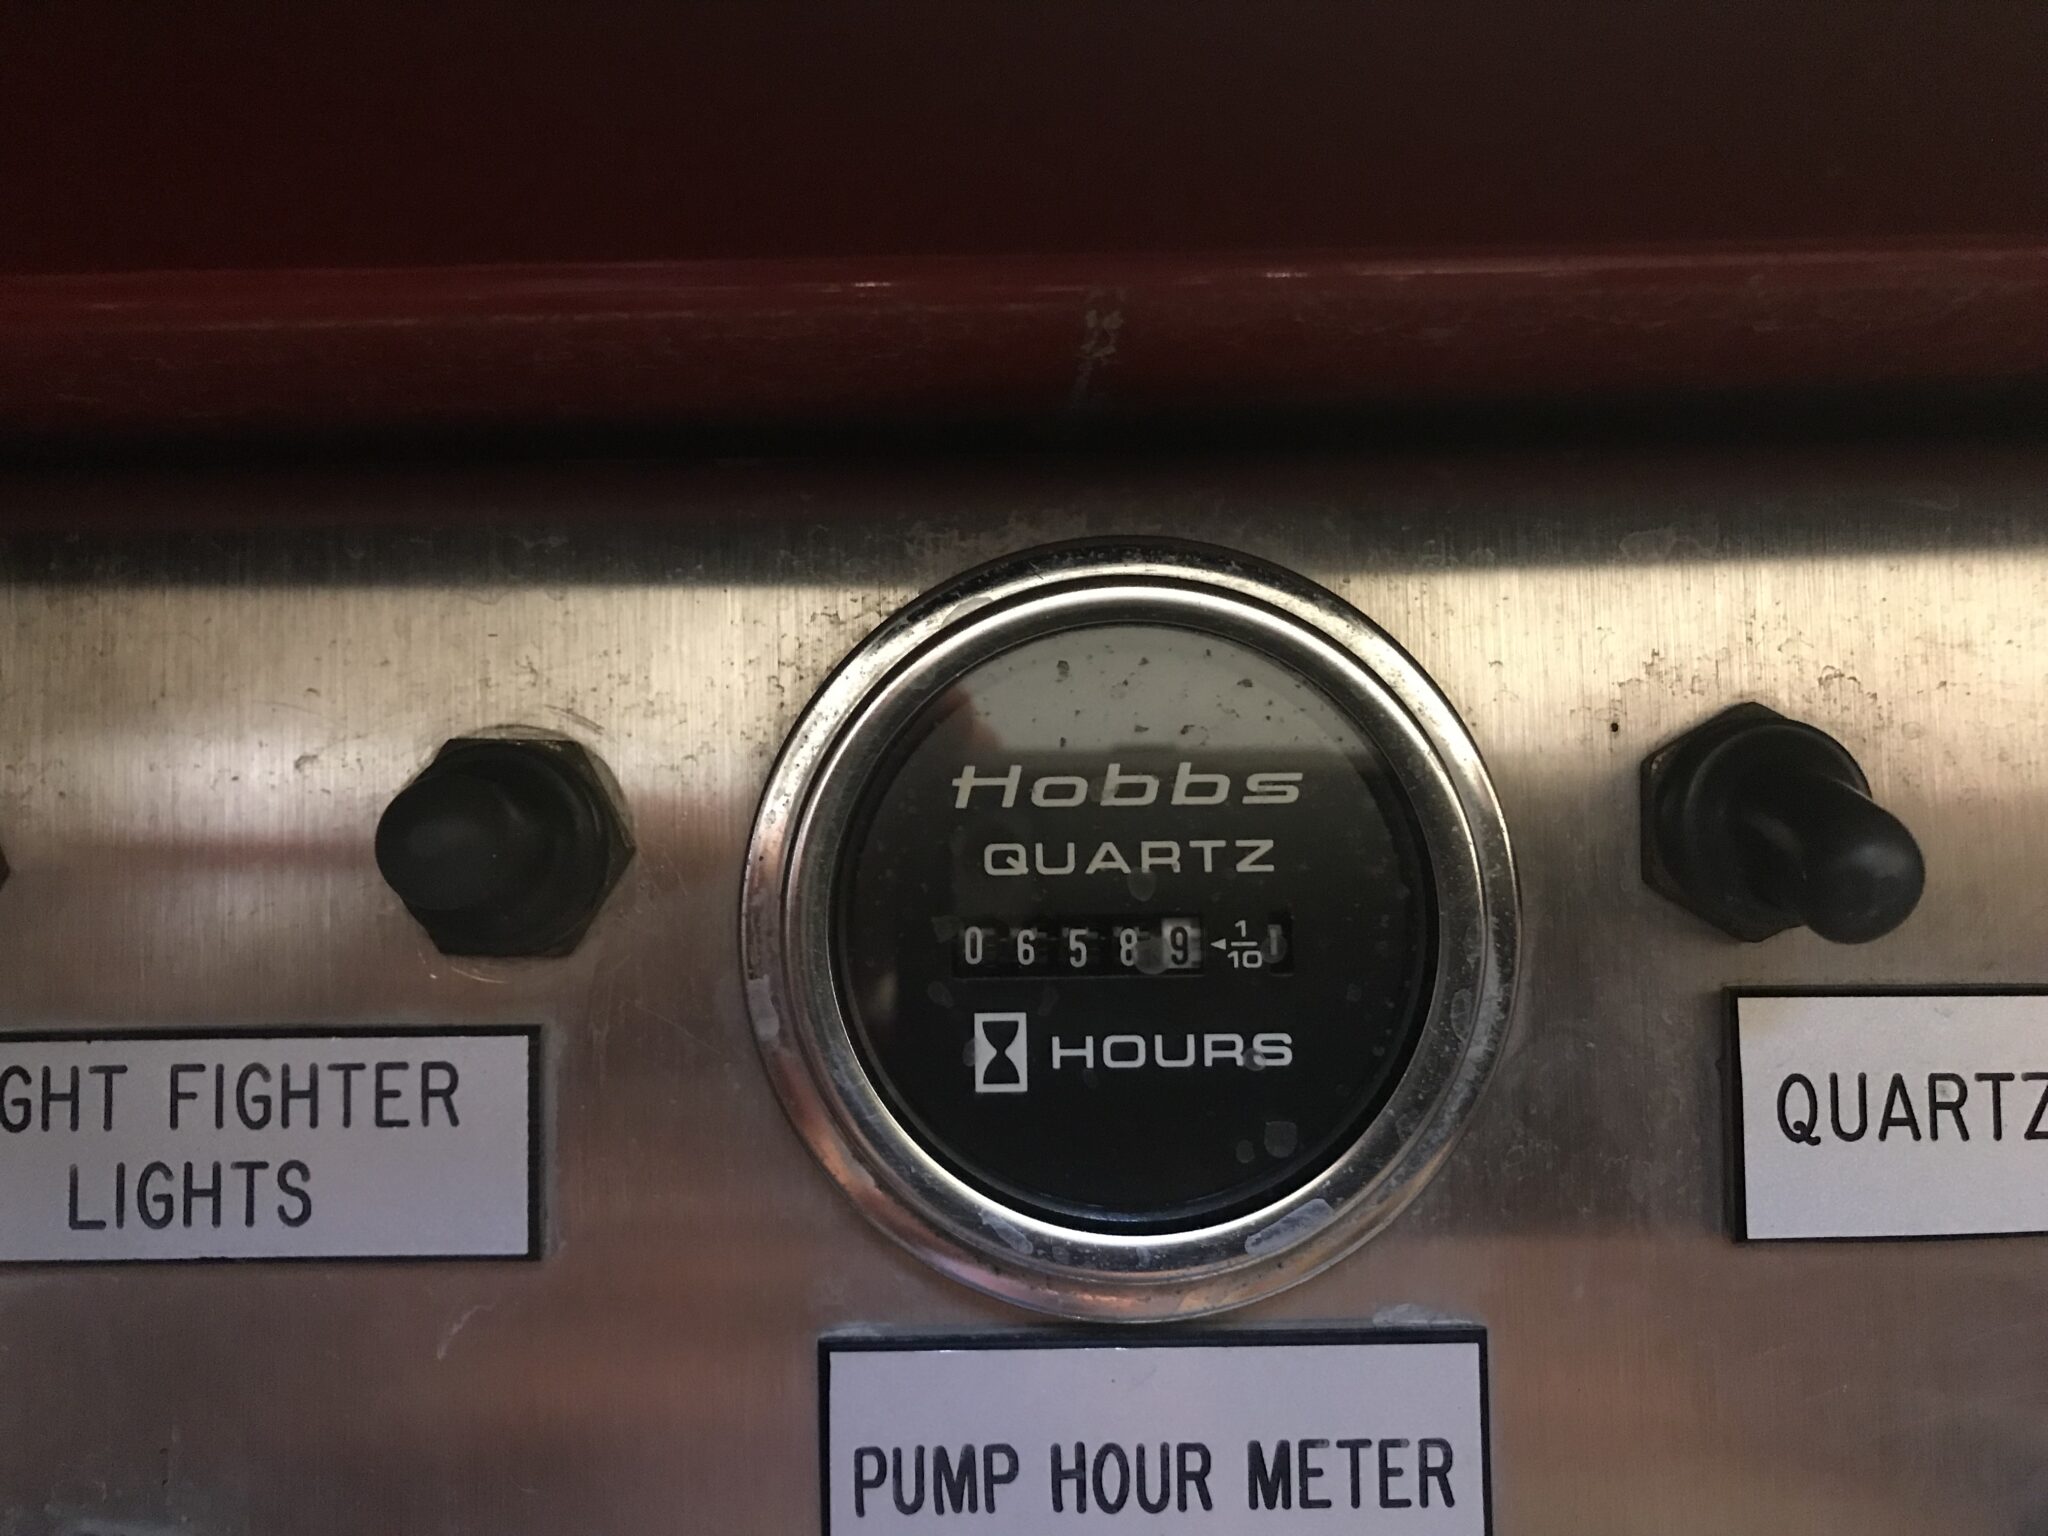 Hobbs
QUARTZ
06589 1/10
HOURS
GHT FIGHTER
LIGHTS
QUARTZ
PUMP HOUR METER